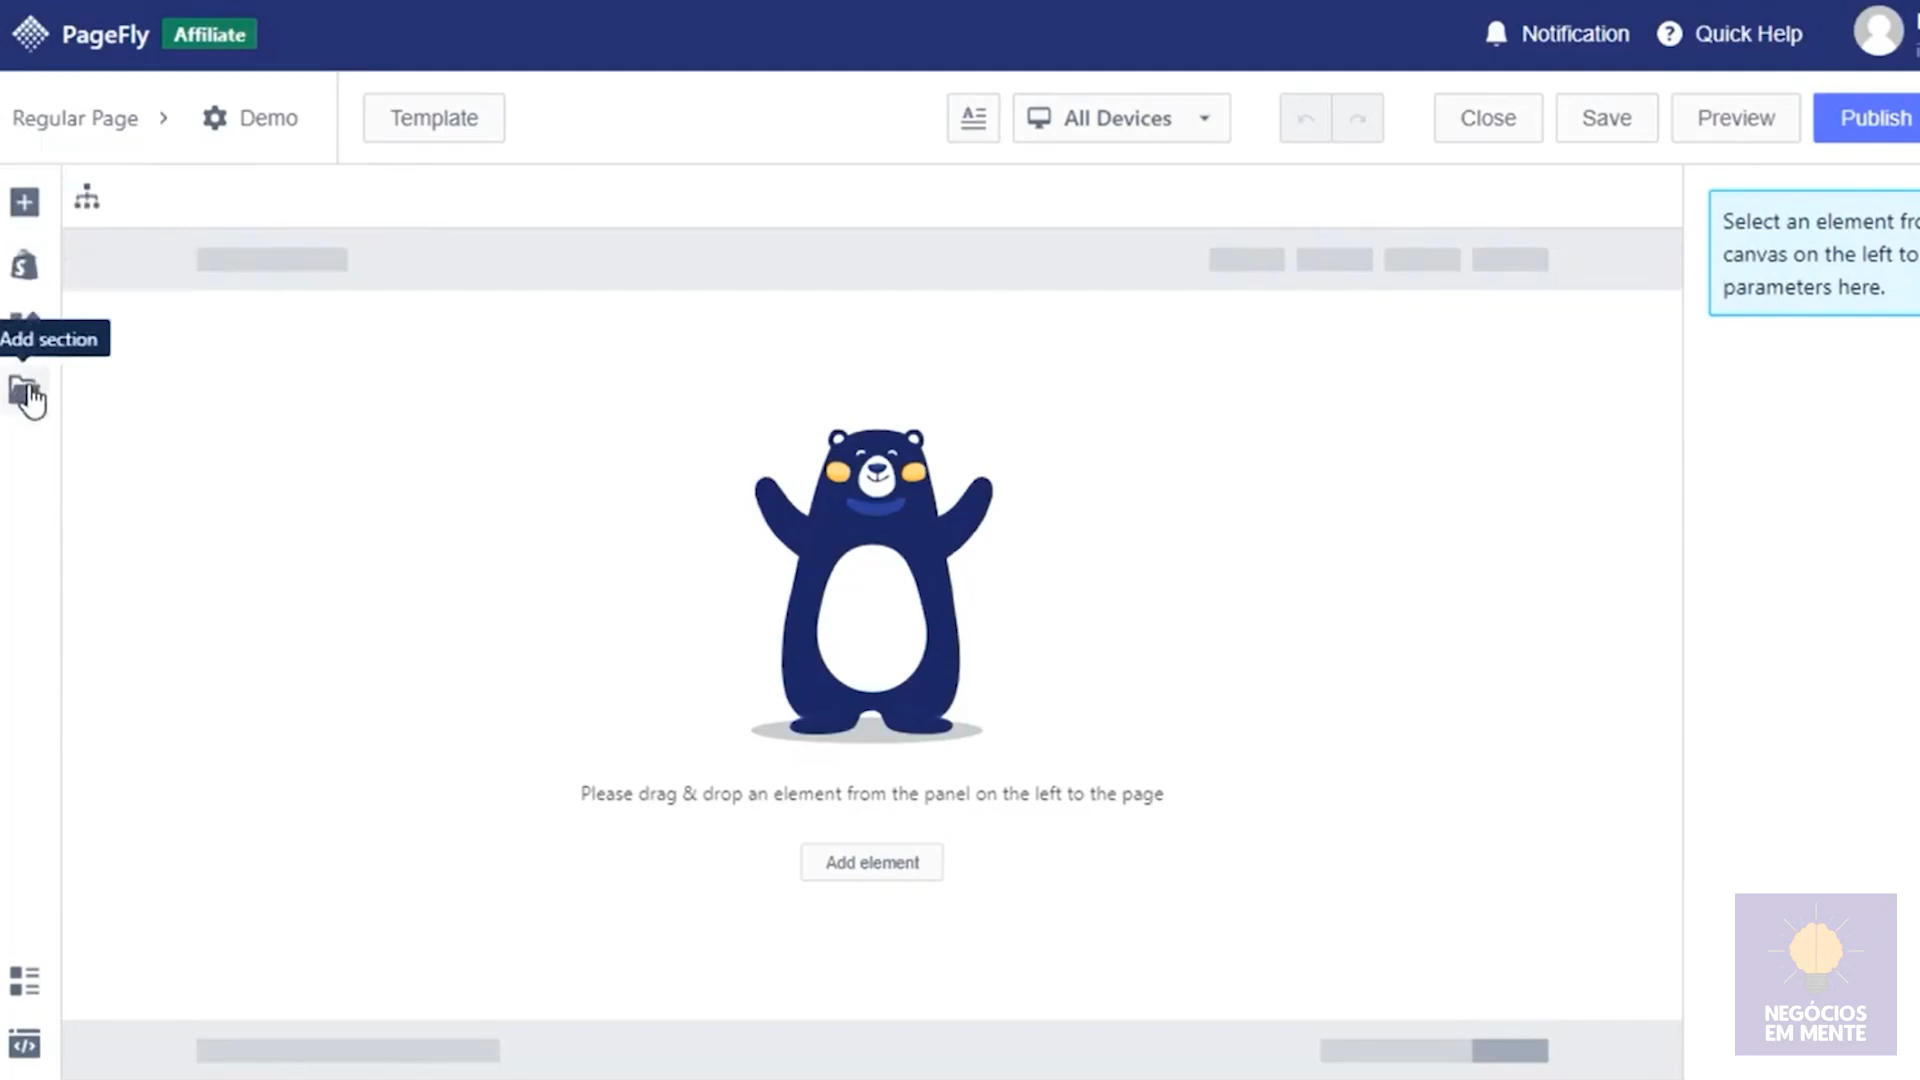 PageFly Affiliate Notification ? Quick Help
Regular Page > Demo Template All Devices Close Save Preview Publish
Select an element
canvas on the left to
parameters here.
Add section
Please drag & drop an element from the panel on the left to the page
Add element
NEGÓCIOS
EM MENTE